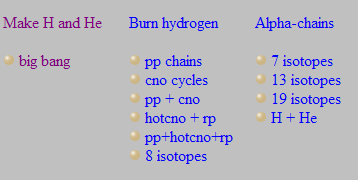 Make H and He
big bang
Burn hydrogen
pp chains
cno cycles
pp + cno
hotcno + rp
pp+hotcno+rp
8 isotopes
Alpha-chains
7 isotopes
13 isotopes
19 isotopes
H + He